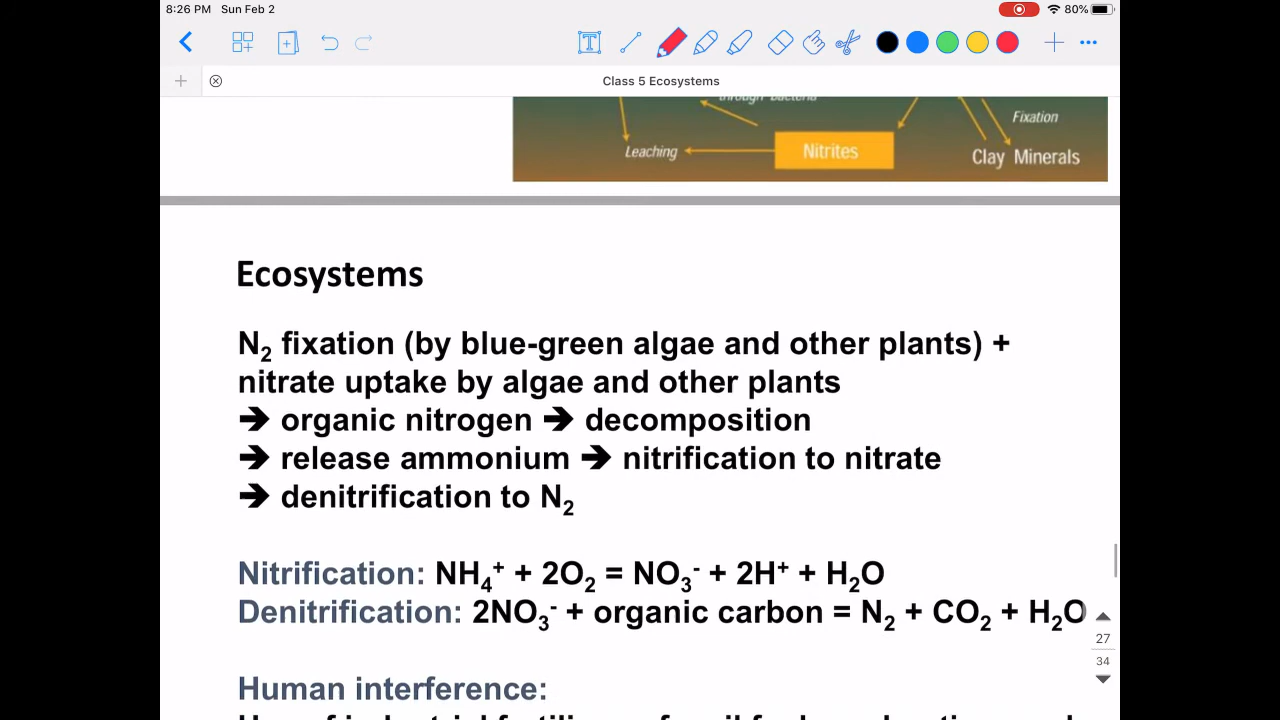 8:26 PM Sun Feb 2
80%
Class 5 Ecosystems
through bacteria
Fixation
Leaching
Nitrites
Clay Minerals
Ecosystems
N₂ fixation (by blue-green algae and other plants) +
nitrate uptake by algae and other plants
➔ organic nitrogen ➔ decomposition
➔ release ammonium ➔ nitrification to nitrate
➔ denitrification to N₂
Nitrification: NH₄⁺ + 2O₂ = NO₃⁻ + 2H⁺ + H₂O
Denitrification: 2NO₃⁻ + organic carbon = N₂ + CO₂ + H₂O
27
34
Human interference: